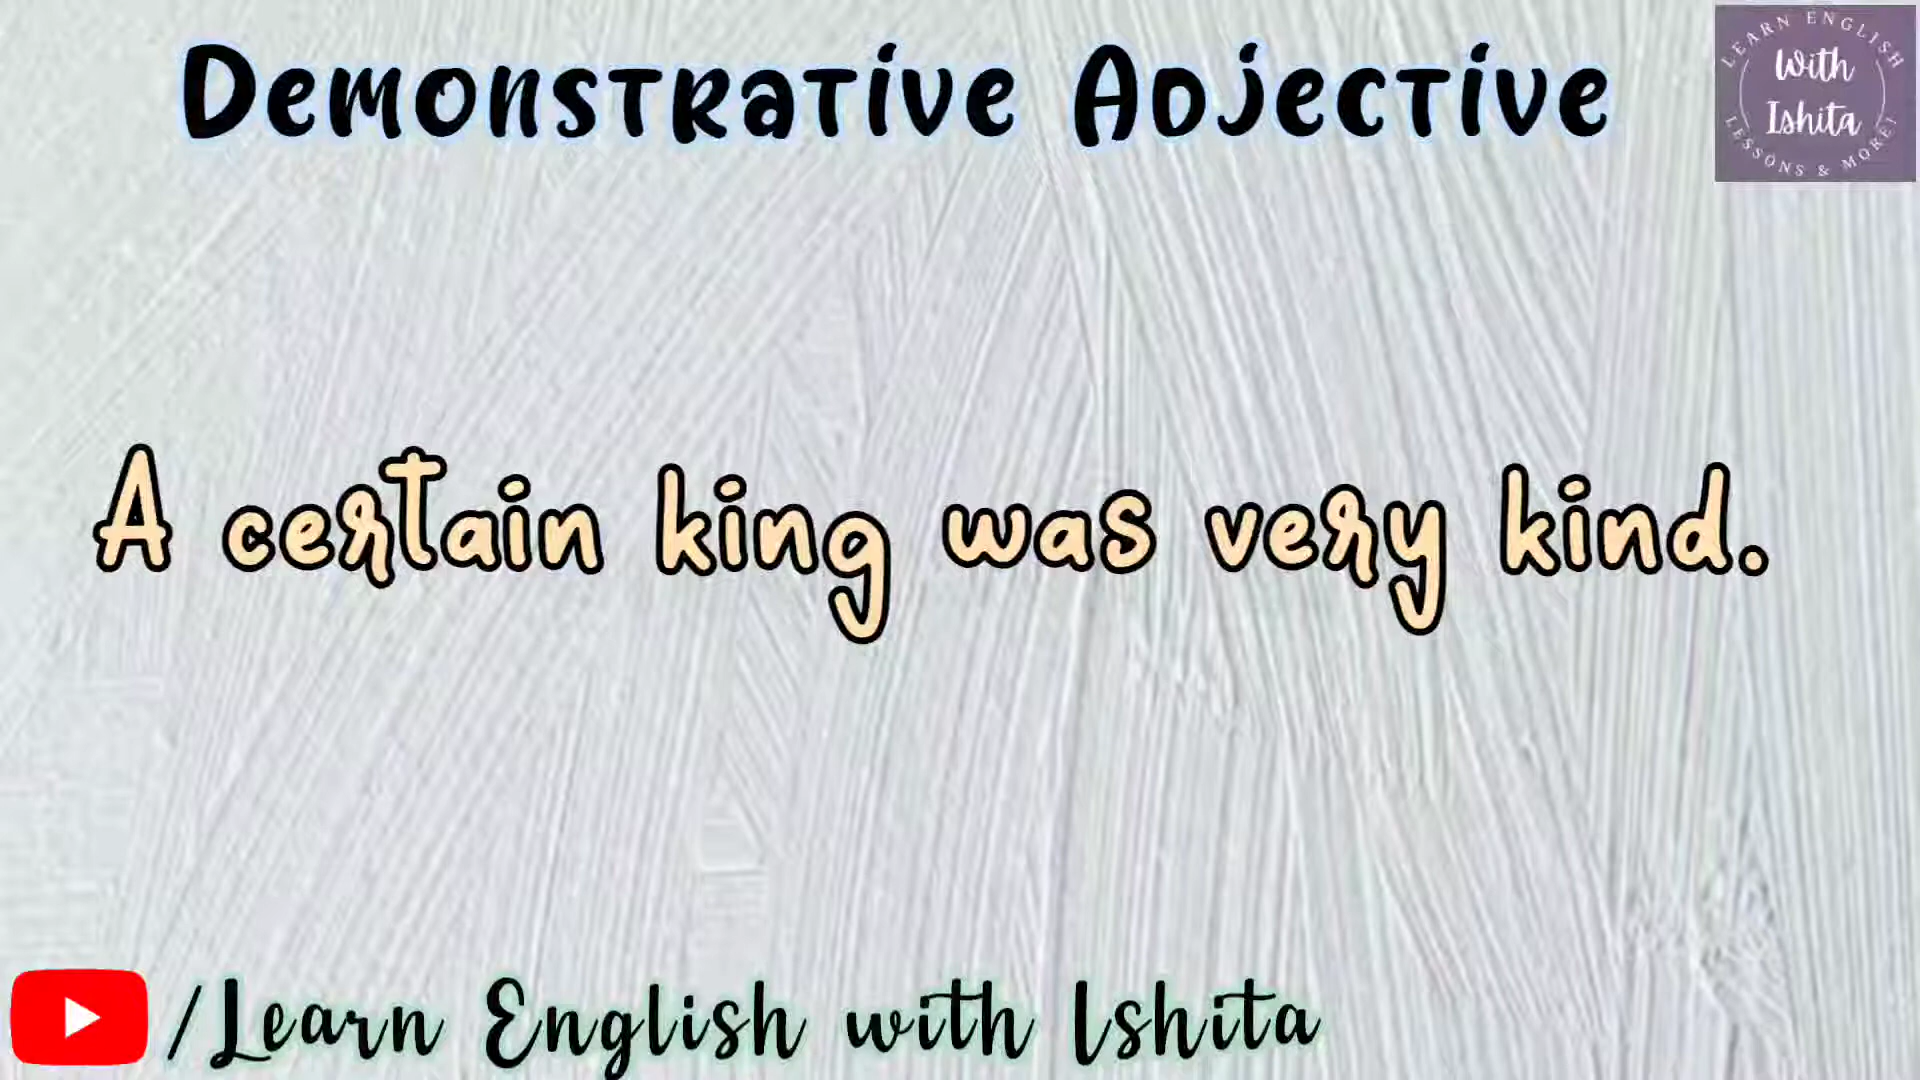 Demonstrative Adjective
LEARN ENGLISH
With
Ishita
LESSONS & MORE!
A certain king was very kind.
/Learn English with Ishita